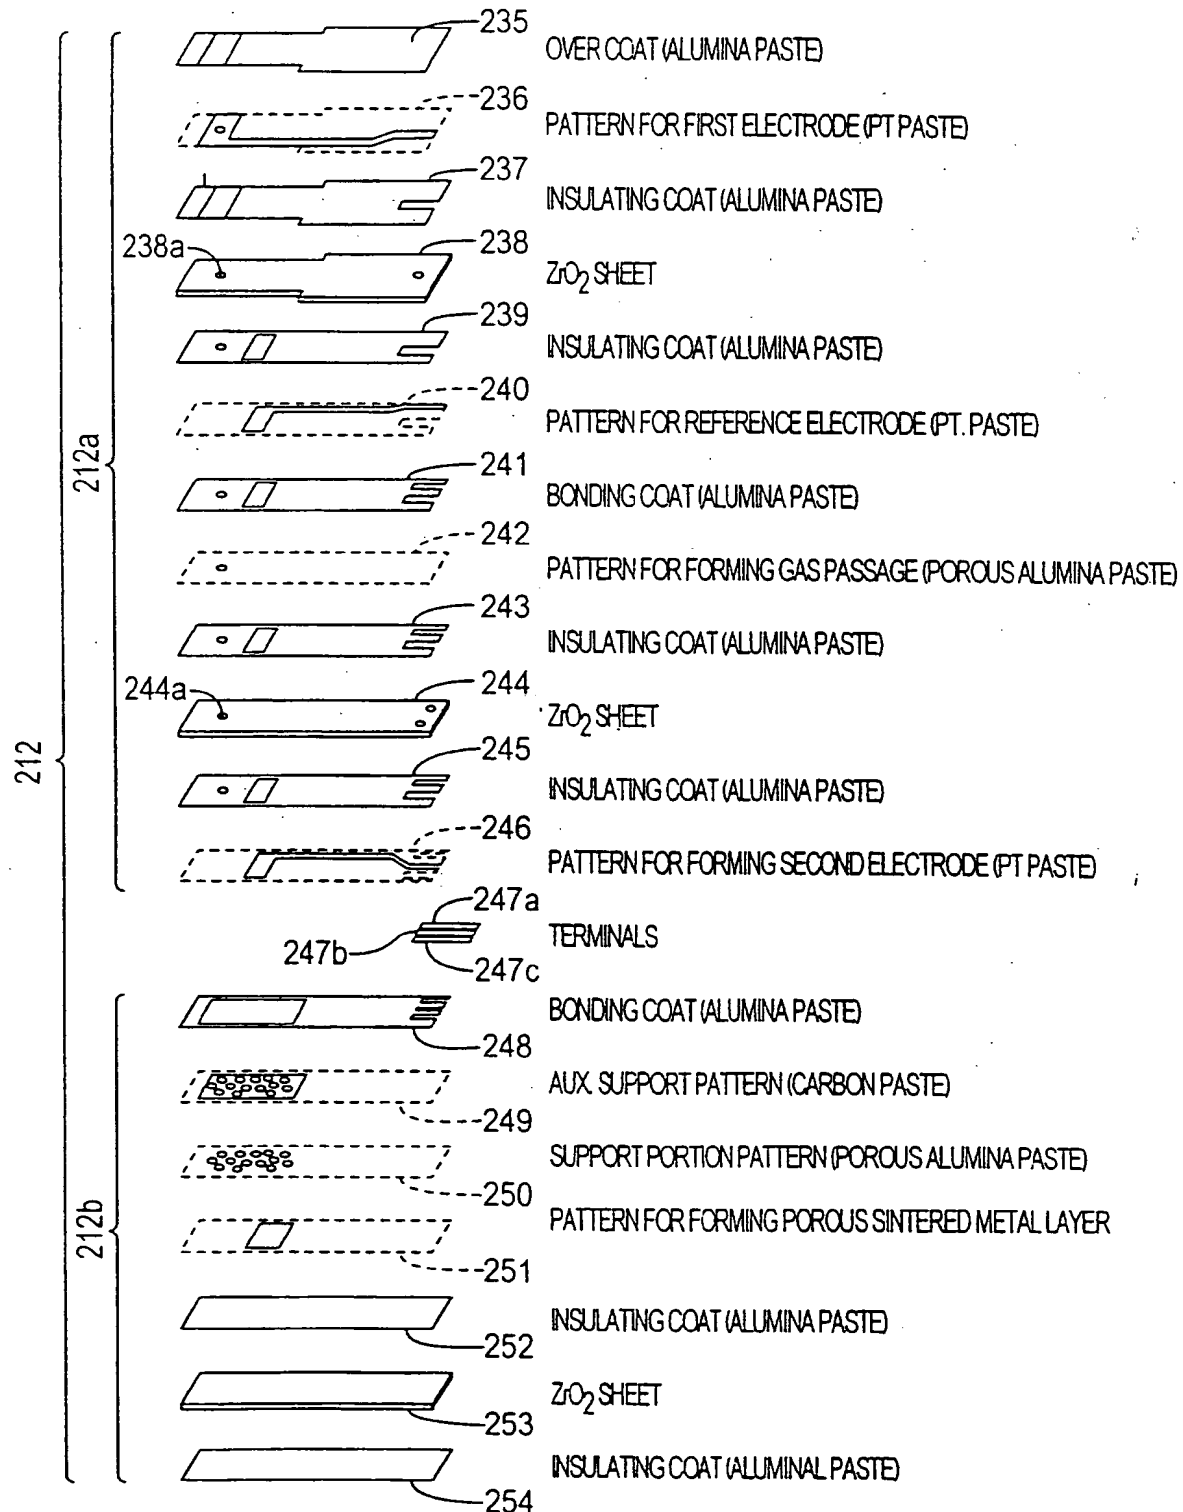 235 OVER COAT (ALUMINA PASTE)
236 PATTERN FOR FIRST ELECTRODE (PT PASTE)
237 INSULATING COAT (ALUMINA PASTE)
238a 238 ZrO2 SHEET
239 INSULATING COAT (ALUMINA PASTE)
240 PATTERN FOR REFERENCE ELECTRODE (PT. PASTE)
212a
241 BONDING COAT (ALUMINA PASTE)
242 PATTERN FOR FORMING GAS PASSAGE (POROUS ALUMINA PASTE)
243 INSULATING COAT (ALUMINA PASTE)
244a 244 ZrO2 SHEET
212
245 INSULATING COAT (ALUMINA PASTE)
246 PATTERN FOR FORMING SECOND ELECTRODE (PT PASTE)
247a
247b TERMINALS
247c
BONDING COAT (ALUMINA PASTE)
248
AUX. SUPPORT PATTERN (CARBON PASTE)
249
SUPPORT PORTION PATTERN (POROUS ALUMINA PASTE)
250
212b
PATTERN FOR FORMING POROUS SINTERED METAL LAYER
251
INSULATING COAT (ALUMINA PASTE)
252
ZrO2 SHEET
253
INSULATING COAT (ALUMINAL PASTE)
254